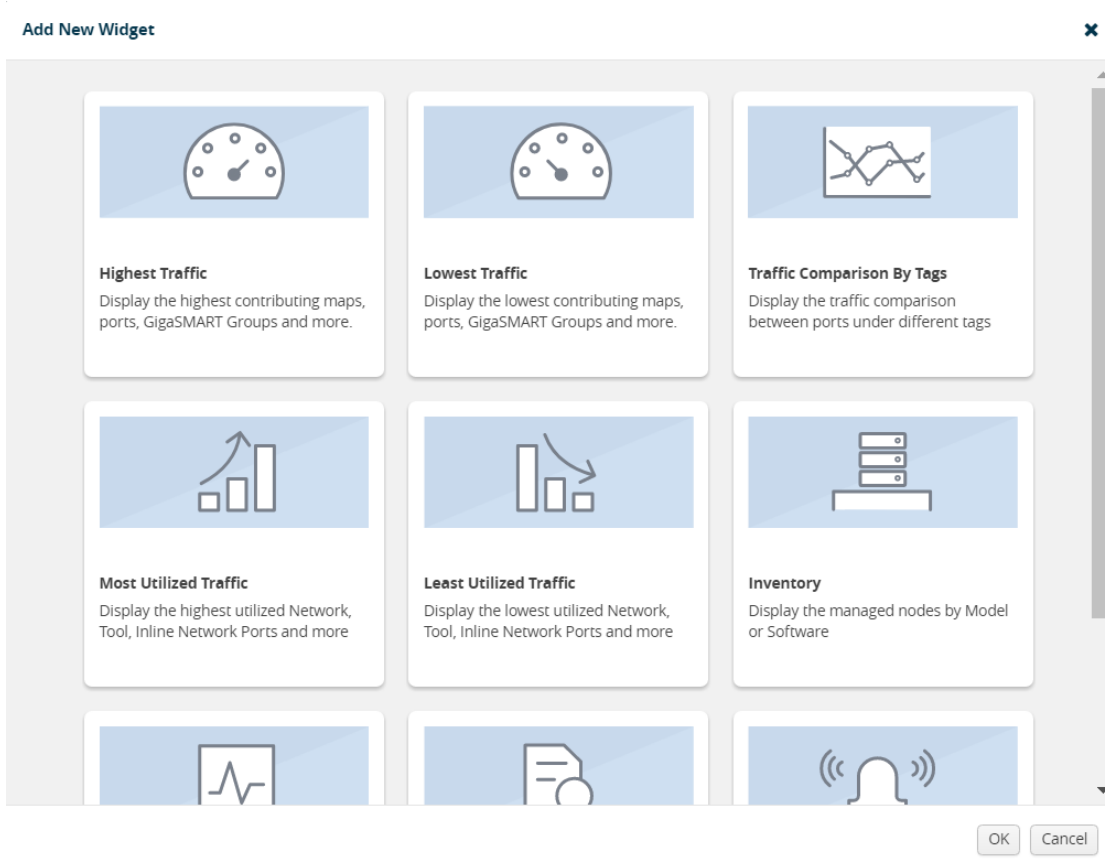 Add New Widget
Highest Traffic
Display the highest contributing maps,
ports, GigaSMART Groups and more.
Lowest Traffic
Display the lowest contributing maps,
ports, GigaSMART Groups and more.
Traffic Comparison By Tags
Display the traffic comparison
between ports under different tags
Most Utilized Traffic
Display the highest utilized Network,
Tool, Inline Network Ports and more
Least Utilized Traffic
Display the lowest utilized Network,
Tool, Inline Network Ports and more
Inventory
Display the managed nodes by Model
or Software
OK
Cancel